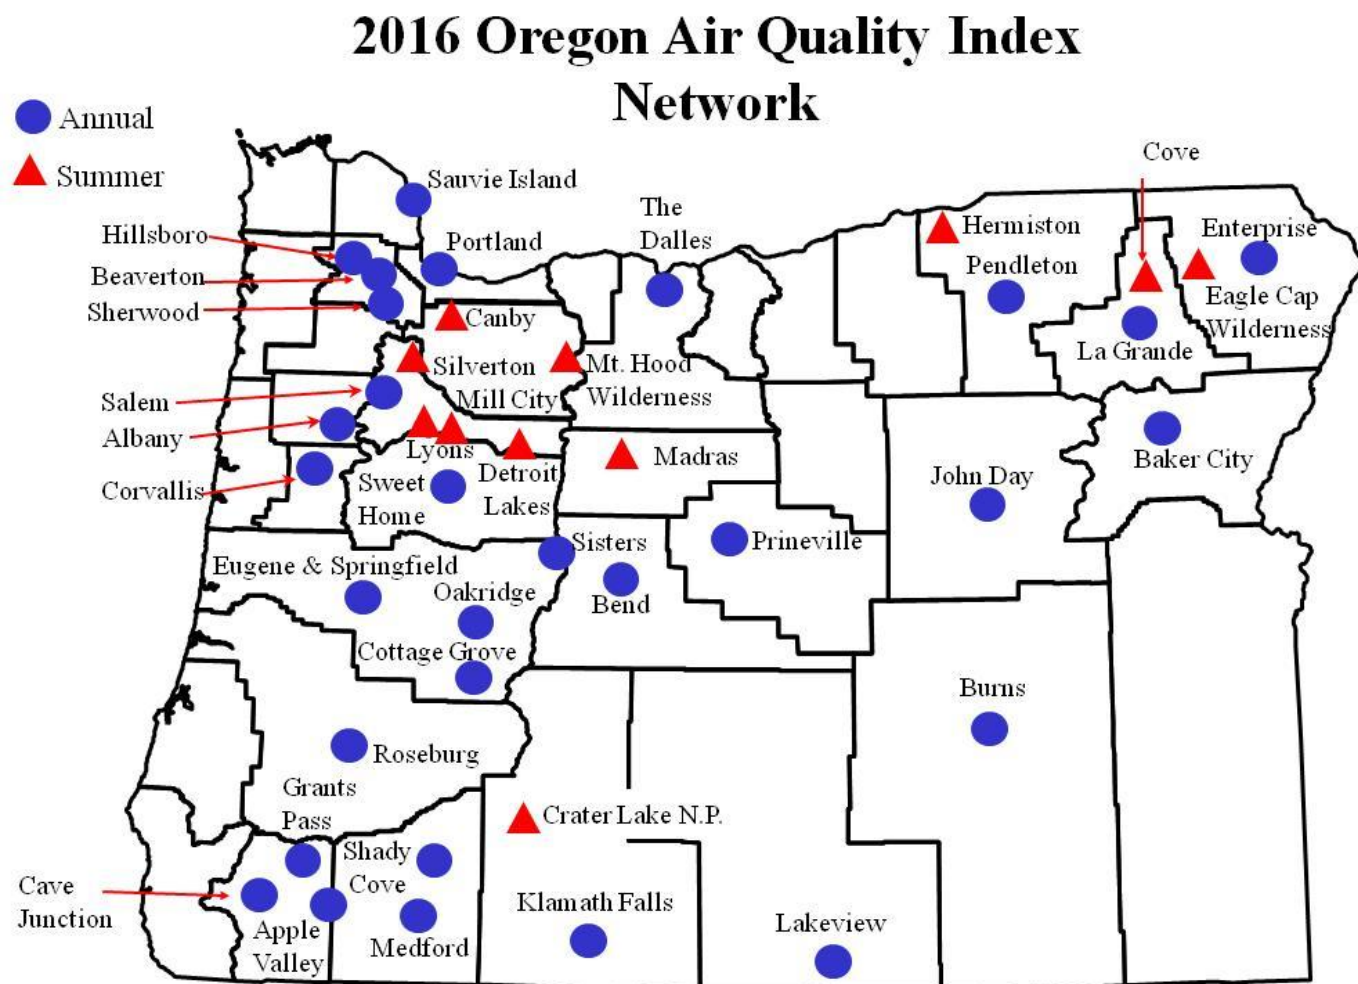 2016 Oregon Air Quality Index
Network
Annual
Summer
Cove
Sauvie Island
The
Dalles
Hermiston
Enterprise
Hillsboro
Portland
Pendleton
Beaverton
Eagle Cap
Wilderness
Sherwood
Canby
La Grande
Silverton
Mt. Hood
Wilderness
Mill City
Salem
Albany
Lyons
Detroit
Lakes
Madras
Baker City
John Day
Corvallis
Sweet
Home
Sisters
Prineville
Eugene & Springfield
Oakridge
Bend
Cottage Grove
Burns
Roseburg
Grants
Pass
Crater Lake N.P.
Shady
Cove
Cave
Junction
Klamath Falls
Apple
Valley
Medford
Lakeview